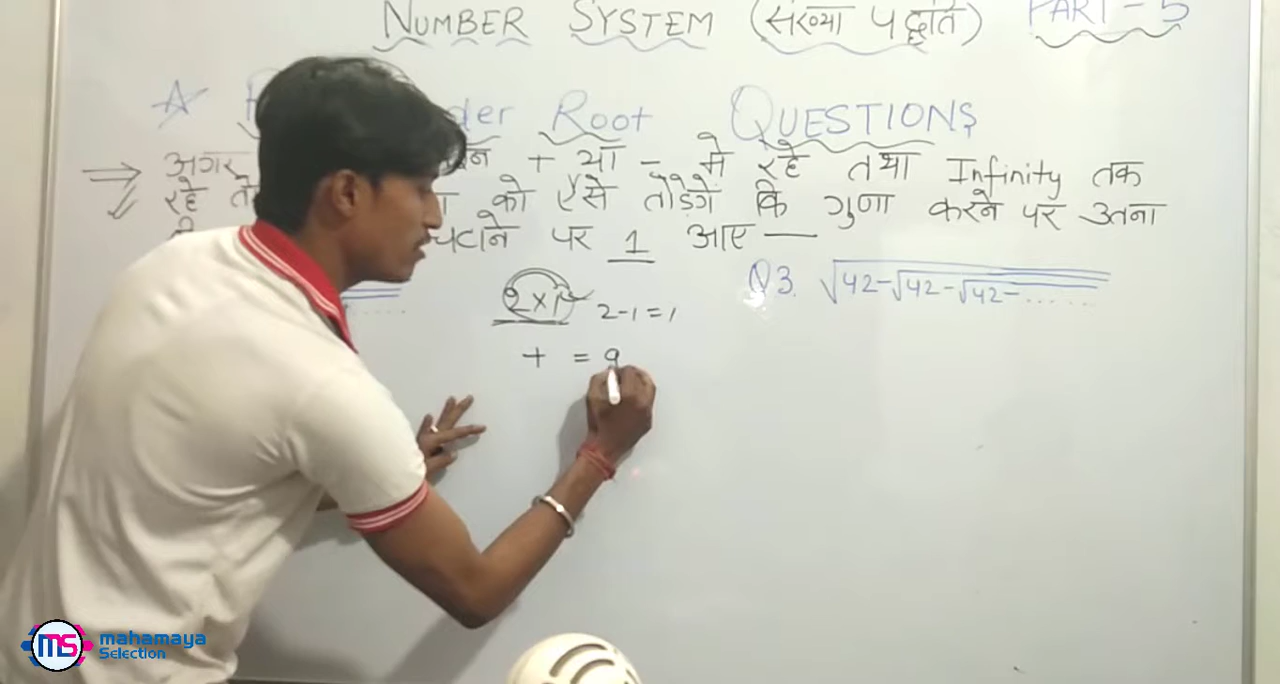 NUMBER SYSTEM (संख्या पद्धति) PART-5
ROOT QUESTIONS
⇒ अगर + या - में रहे तथा Infinity तक
रहे को ऐसे तोड़ेगें कि गुणा करने पर उतना
घटाने पर 1 आए —
2×1 2-1=1
+ =
Q3. √42-√42-√42-......
MS mahamaya
Selection